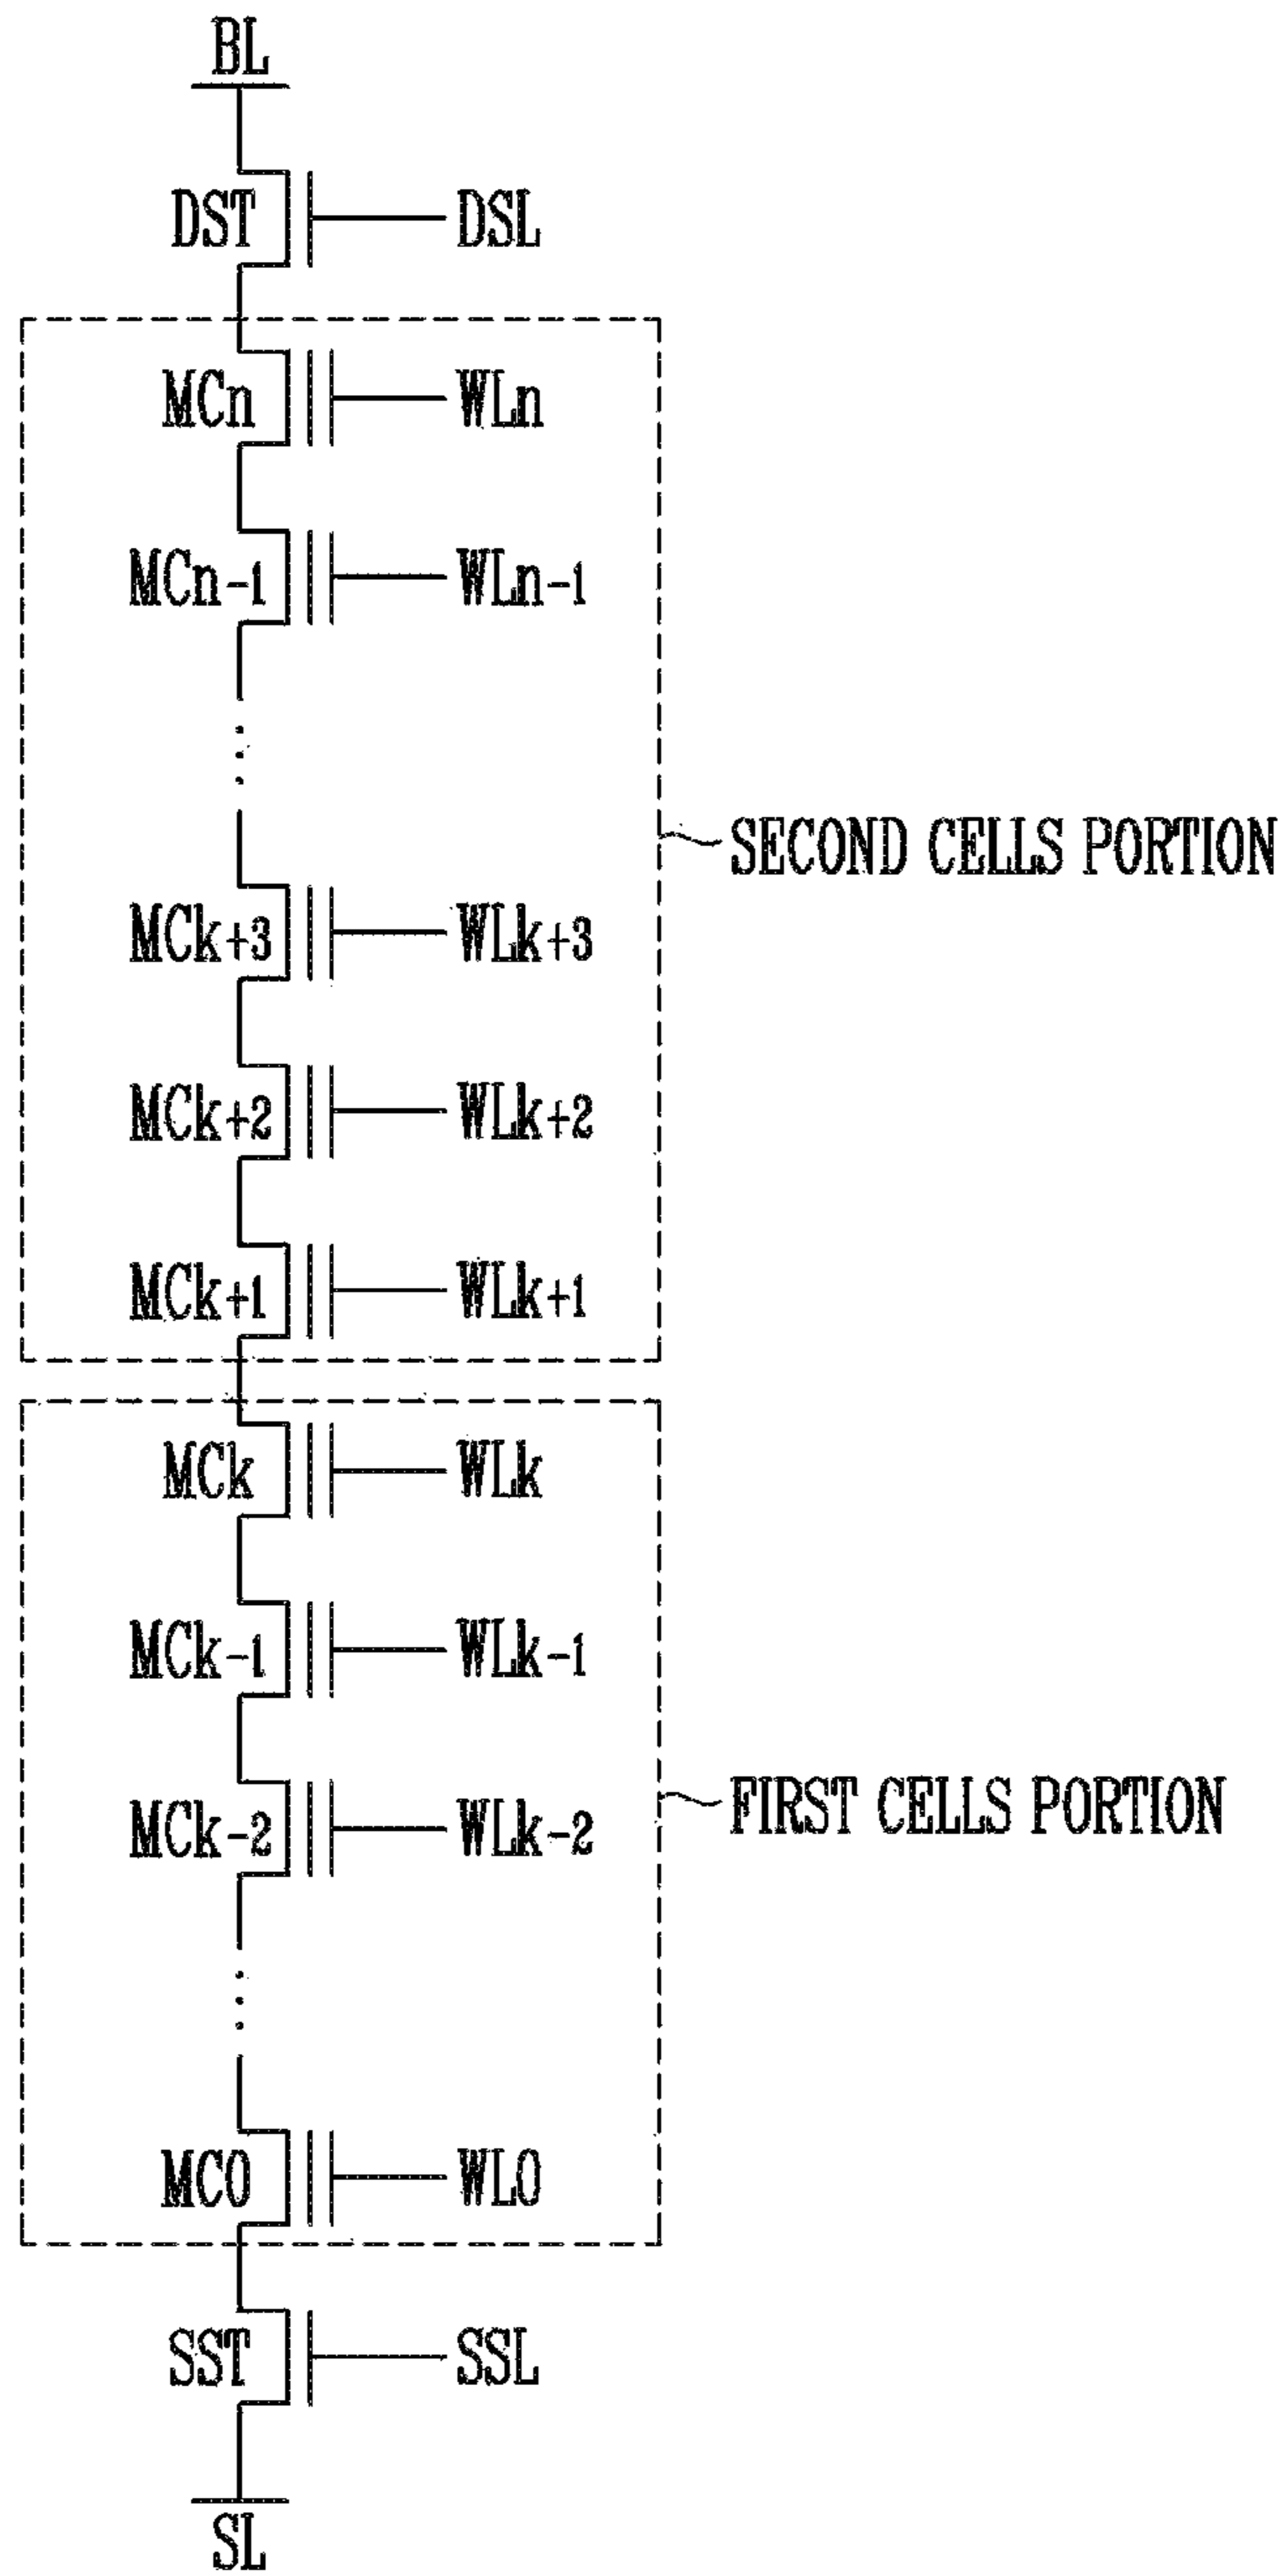 BL
DST DSL
MCn WLn
MCn-1 WLn-1
MCk+3 WLk+3
SECOND CELLS PORTION
MCk+2 WLk+2
MCk+1 WLk+1
MCk WLk
MCk-1 WLk-1
MCk-2 WLk-2
FIRST CELLS PORTION
MC0 WL0
SST SSL
SL